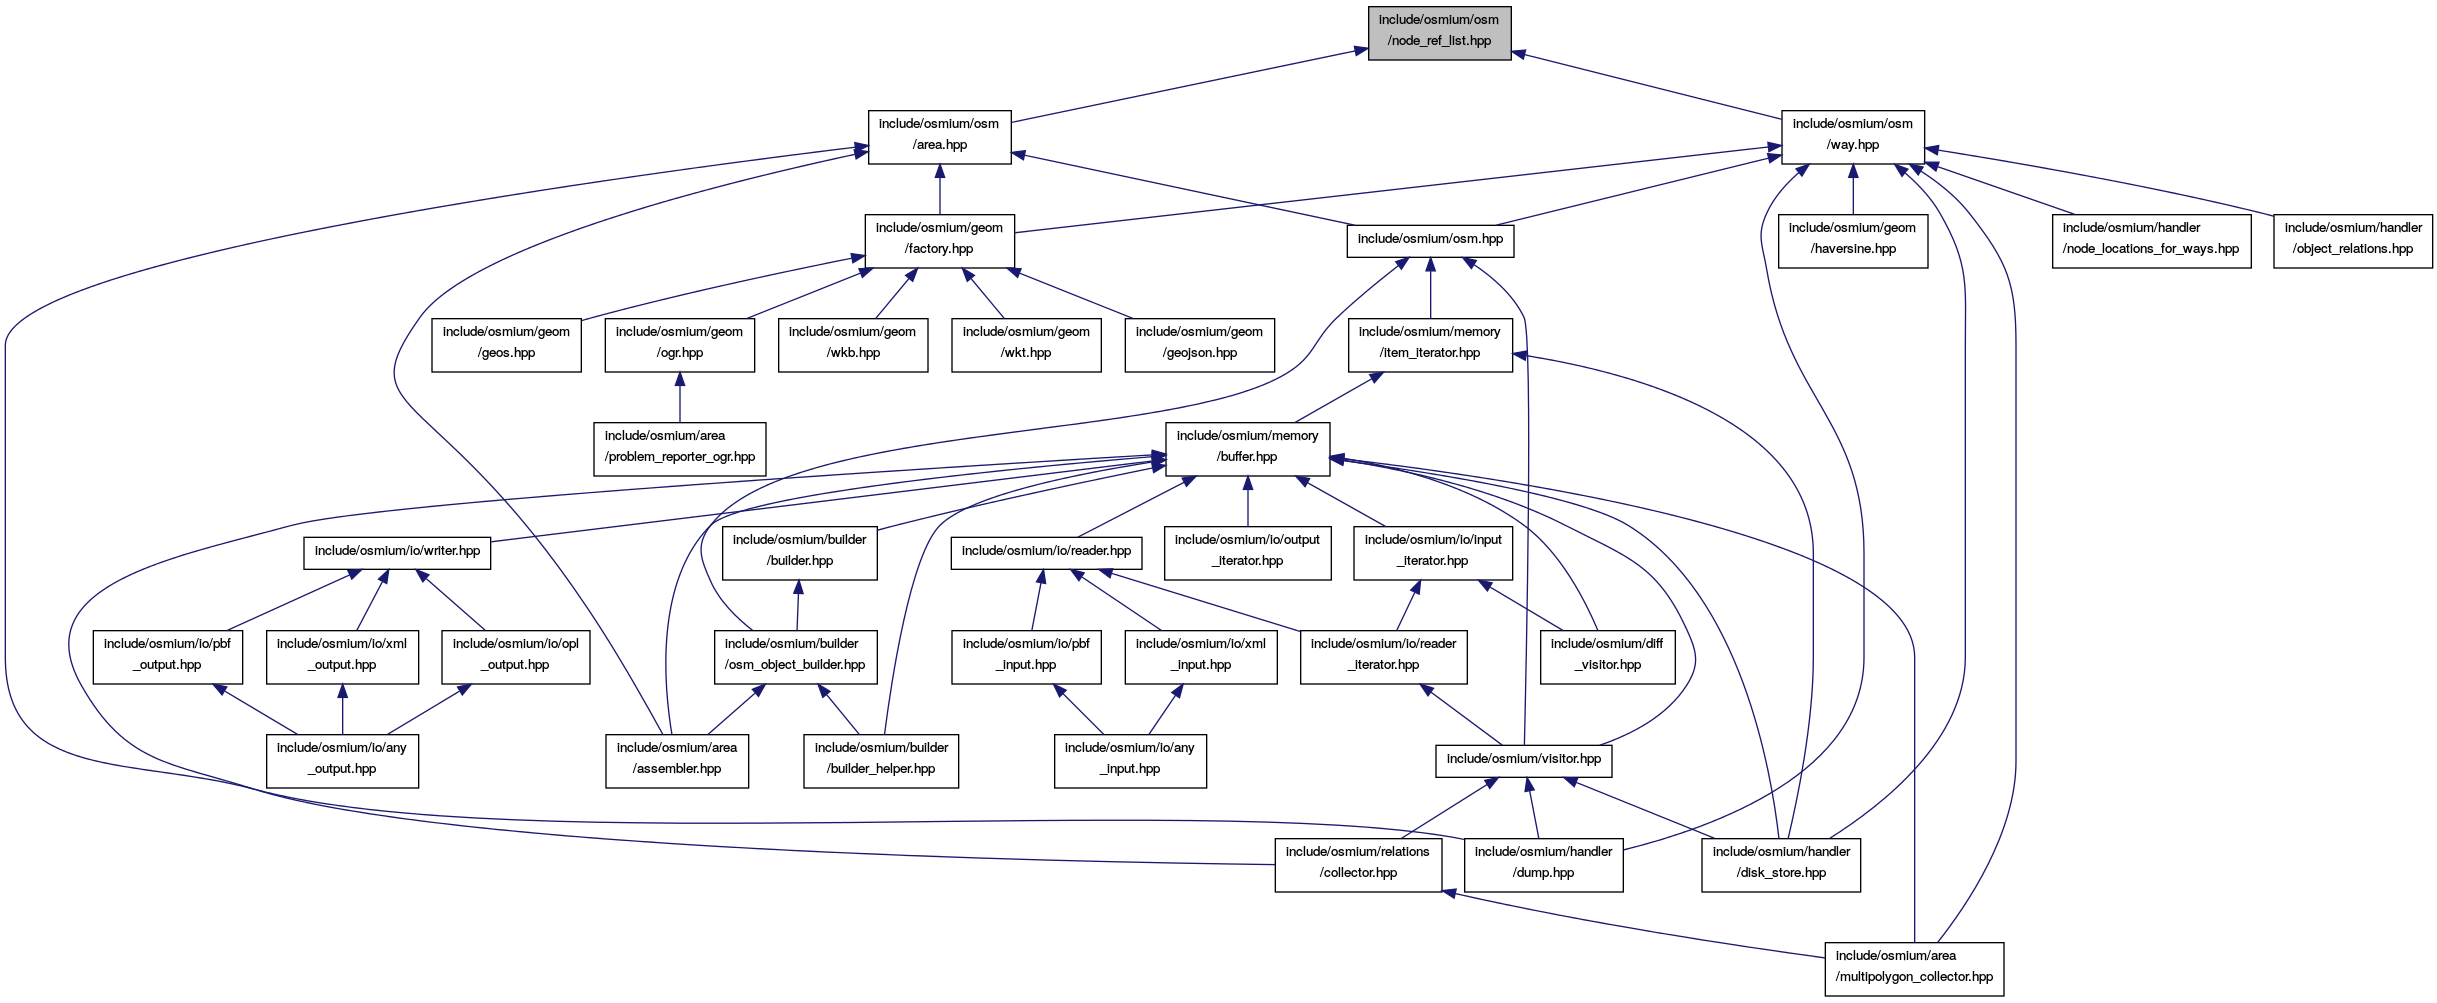 include/osmium/osm
/node_ref_list.hpp
include/osmium/osm
/area.hpp
include/osmium/osm
/way.hpp
include/osmium/geom
/factory.hpp
include/osmium/osm.hpp
include/osmium/geom
/haversine.hpp
include/osmium/handler
/node_locations_for_ways.hpp
include/osmium/handler
/object_relations.hpp
include/osmium/geom
/geos.hpp
include/osmium/geom
/ogr.hpp
include/osmium/geom
/wkb.hpp
include/osmium/geom
/wkt.hpp
include/osmium/geom
/geojson.hpp
include/osmium/memory
/item_iterator.hpp
include/osmium/area
/problem_reporter_ogr.hpp
include/osmium/memory
/buffer.hpp
include/osmium/io/writer.hpp
include/osmium/builder
/builder.hpp
include/osmium/io/reader.hpp
include/osmium/io/output
_iterator.hpp
include/osmium/io/input
_iterator.hpp
include/osmium/io/pbf
_output.hpp
include/osmium/io/xml
_output.hpp
include/osmium/io/opl
_output.hpp
include/osmium/builder
/osm_object_builder.hpp
include/osmium/io/pbf
_input.hpp
include/osmium/io/xml
_input.hpp
include/osmium/io/reader
_iterator.hpp
include/osmium/diff
_visitor.hpp
include/osmium/io/any
_output.hpp
include/osmium/area
/assembler.hpp
include/osmium/builder
/builder_helper.hpp
include/osmium/io/any
_input.hpp
include/osmium/visitor.hpp
include/osmium/relations
/collector.hpp
include/osmium/handler
/dump.hpp
include/osmium/handler
/disk_store.hpp
include/osmium/area
/multipolygon_collector.hpp